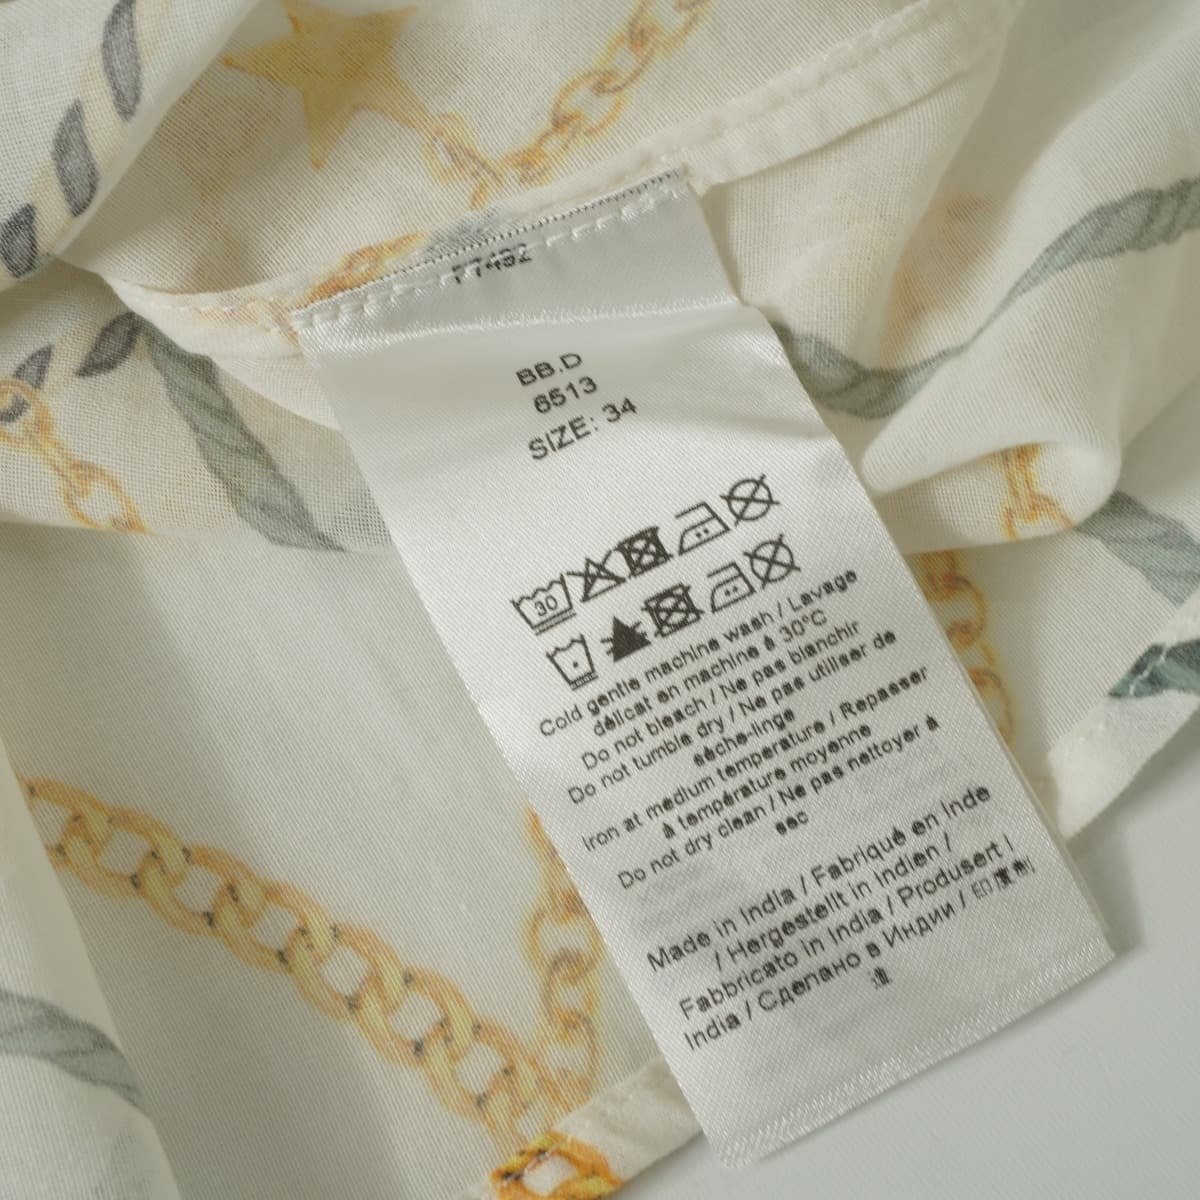 P7492
BB.D
6513
SIZE: 34
30
Cold gentle machine wash / Lavage
délicat en machine à 30°C
Do not bleach / Ne pas blanchir
Do not tumble dry / Ne pas utiliser de
sèche-linge
Iron at medium temperature / Repasser
à température moyenne
Do not dry clean / Ne pas nettoyer à
sec
Made in India / Fabriqué en Inde
/ Hergestellt in Indien /
Fabbricato in India / Produsert i
India / Сделано в Индии / 印度制
造